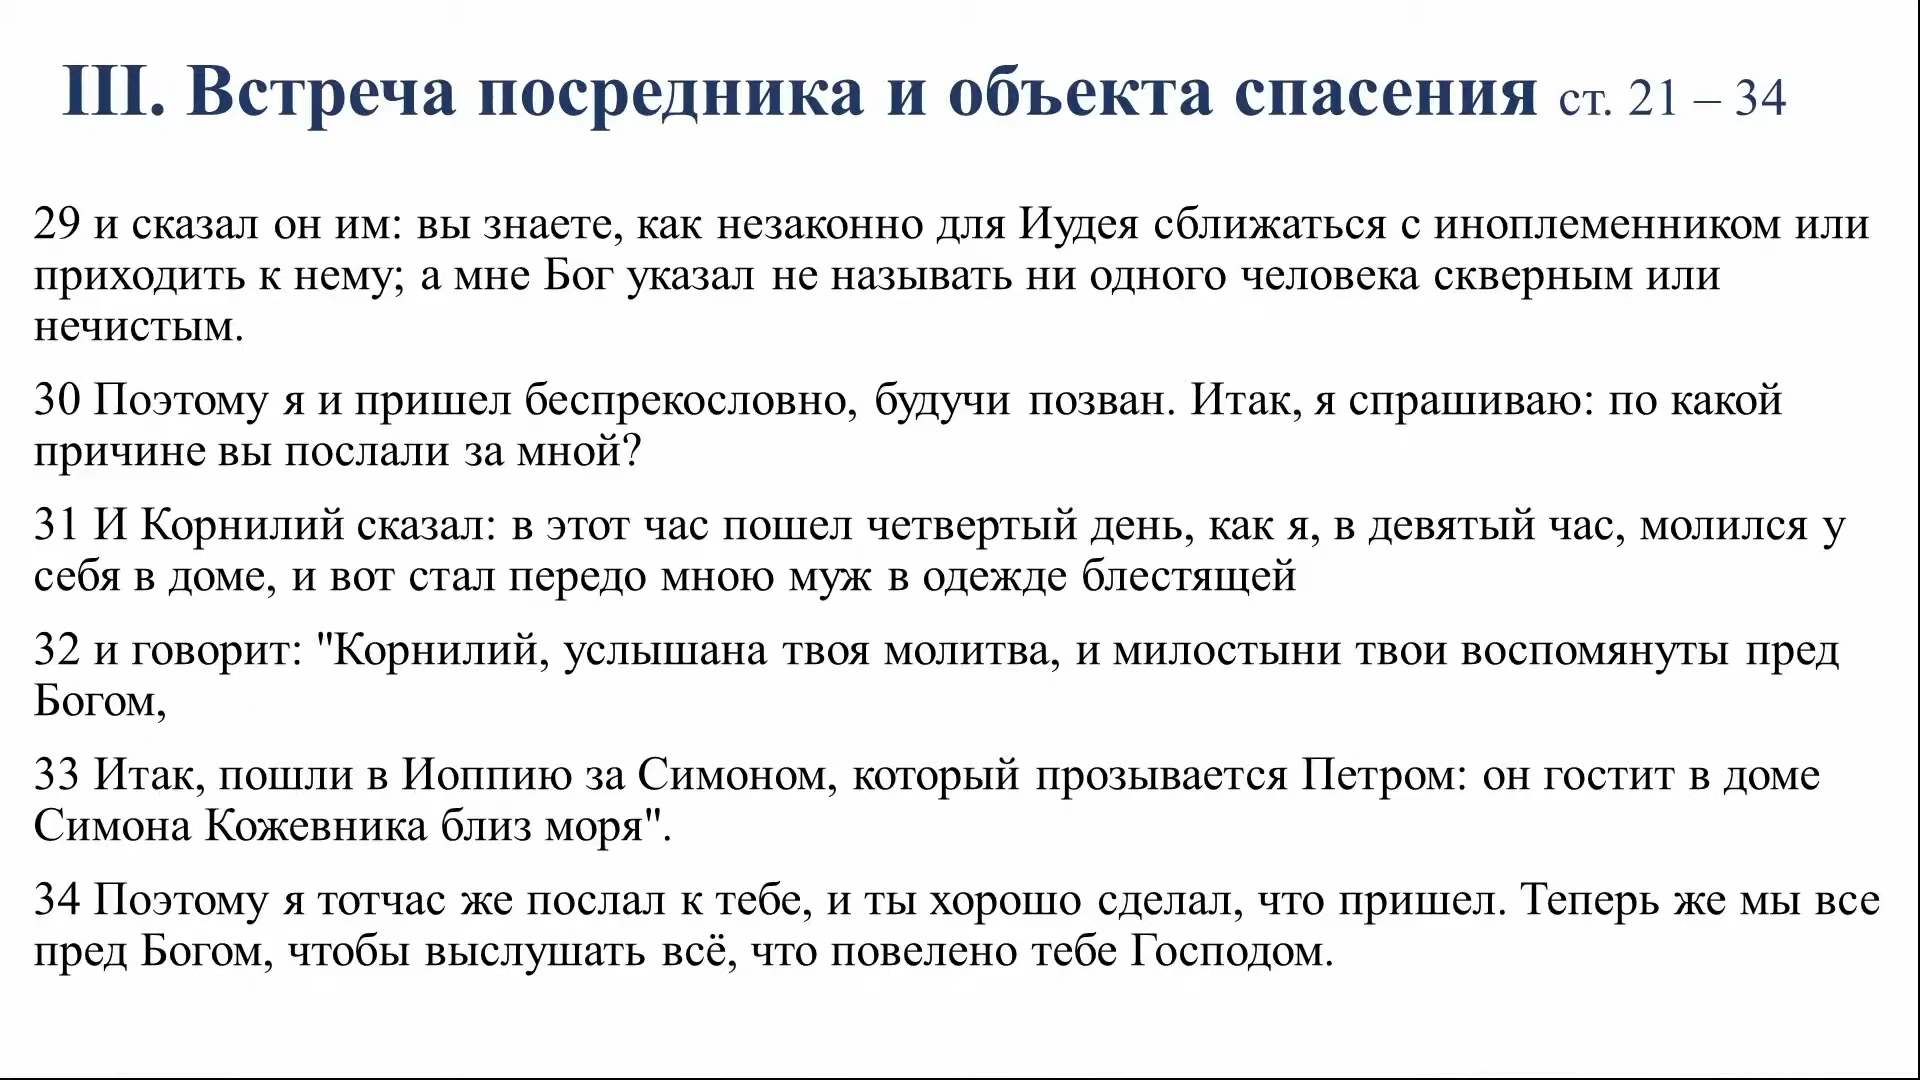 III. Встреча посредника и объекта спасения ст. 21 – 34
29 и сказал он им: вы знаете, как незаконно для Иудея сближаться с иноплеменником или
приходить к нему; а мне Бог указал не называть ни одного человека скверным или
нечистым.
30 Поэтому я и пришел беспрекословно, будучи позван. Итак, я спрашиваю: по какой
причине вы послали за мной?
31 И Корнилий сказал: в этот час пошел четвертый день, как я, в девятый час, молился у
себя в доме, и вот стал передо мною муж в одежде блестящей
32 и говорит: "Корнилий, услышана твоя молитва, и милостыни твои воспомянуты пред
Богом,
33 Итак, пошли в Иоппию за Симоном, который прозывается Петром: он гостит в доме
Симона Кожевника близ моря".
34 Поэтому я тотчас же послал к тебе, и ты хорошо сделал, что пришел. Теперь же мы все
пред Богом, чтобы выслушать всё, что повелено тебе Господом.